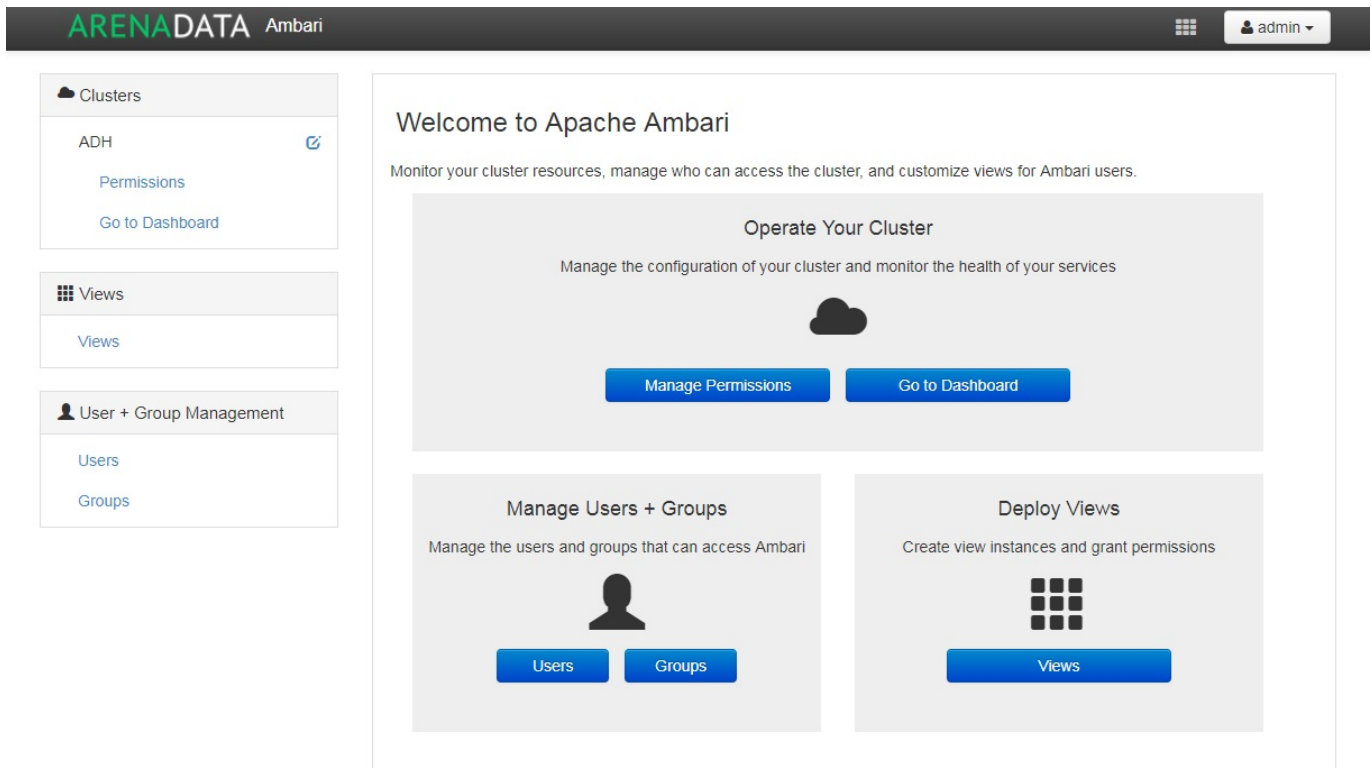 ARENADATA Ambari
admin
Clusters
ADH
Permissions
Go to Dashboard
Views
Views
User + Group Management
Users
Groups
Welcome to Apache Ambari
Monitor your cluster resources, manage who can access the cluster, and customize views for Ambari users.
Operate Your Cluster
Manage the configuration of your cluster and monitor the health of your services
Manage Permissions
Go to Dashboard
Manage Users + Groups
Manage the users and groups that can access Ambari
Users
Groups
Deploy Views
Create view instances and grant permissions
Views